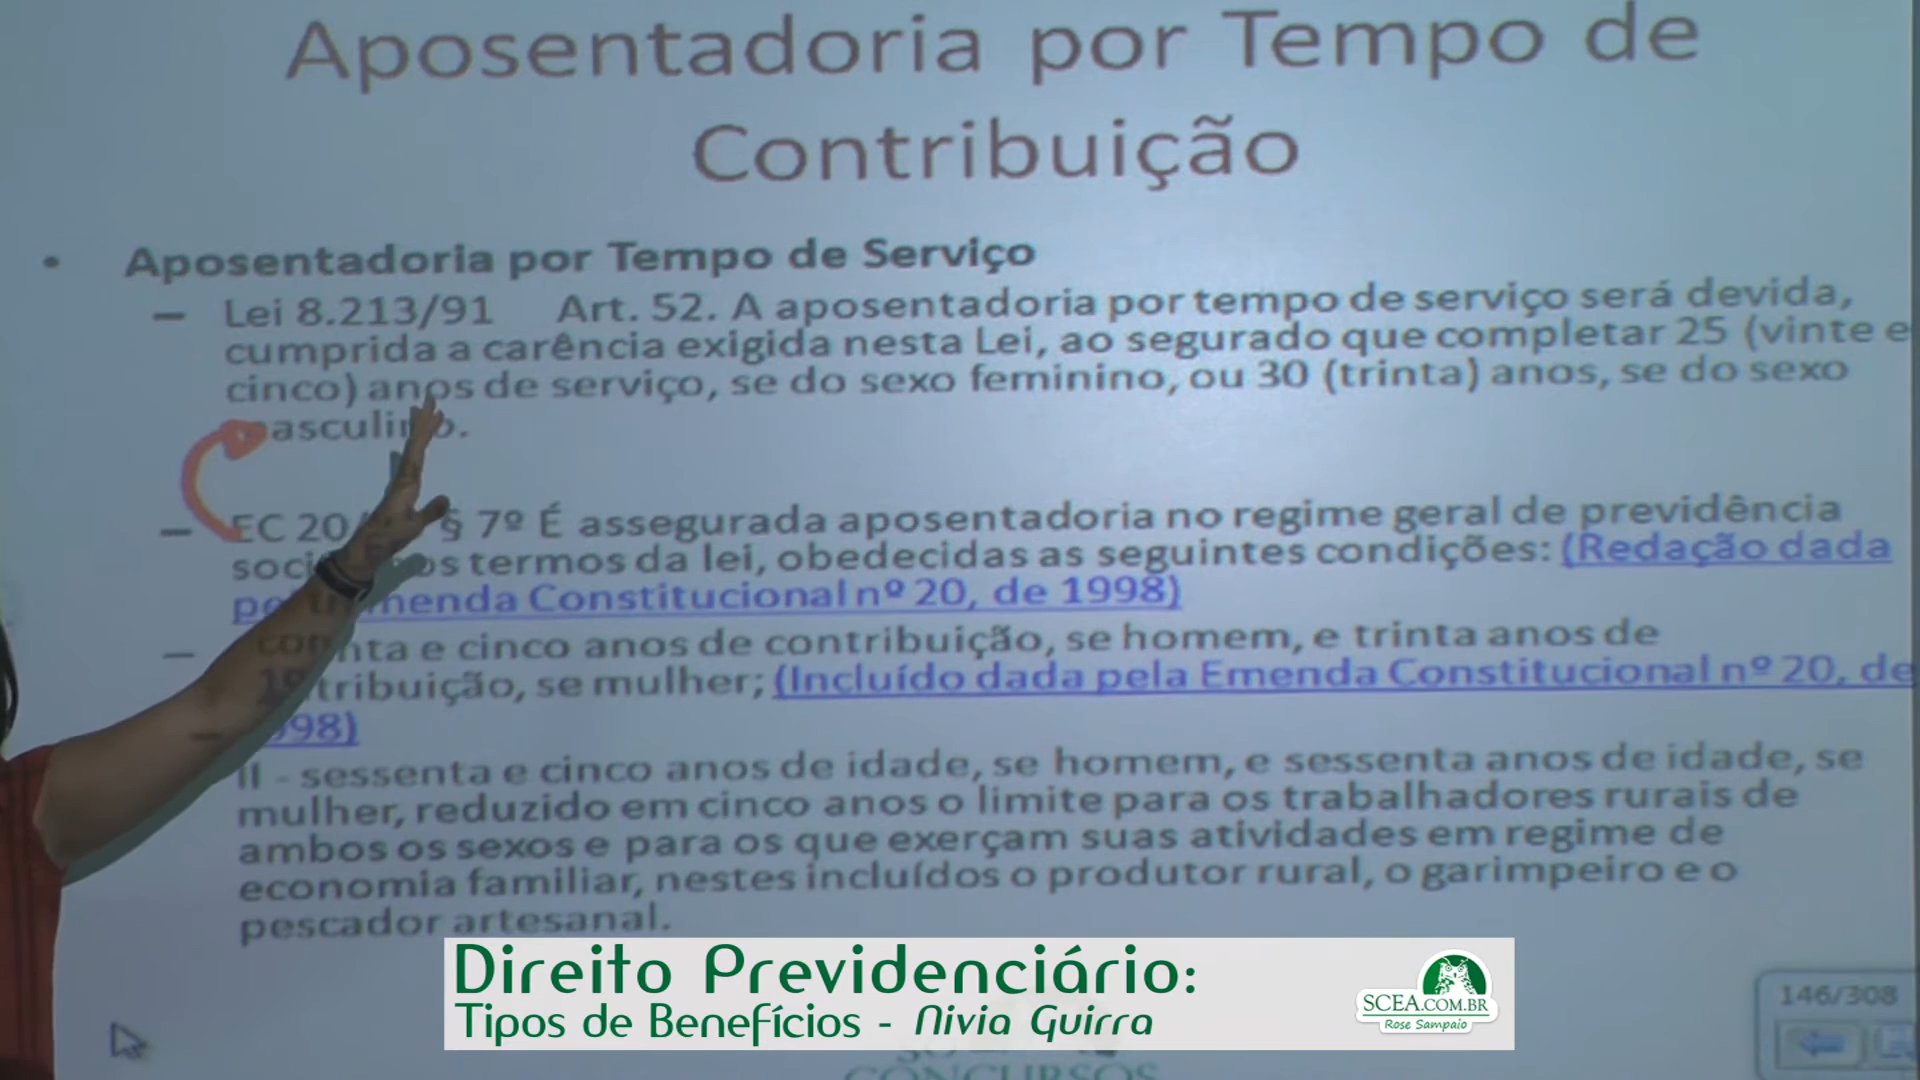 Aposentadoria por Tempo de
Contribuição
• Aposentadoria por Tempo de Serviço
– Lei 8.213/91 Art. 52. A aposentadoria por tempo de serviço será devida,
cumprida a carência exigida nesta Lei, ao segurado que completar 25 (vinte e
cinco) anos de serviço, se do sexo feminino, ou 30 (trinta) anos, se do sexo
masculino.
– EC 20/ § 7º É assegurada aposentadoria no regime geral de previdência
termos da lei, obedecidas as seguintes condições: (Redação dada
Constitucional nº 20, de 1998)
– e cinco anos de contribuição, se homem, e trinta anos de
tribuição, se mulher; (Incluído dada pela Emenda Constitucional nº 20, de
998)
– II - sessenta e cinco anos de idade, se homem, e sessenta anos de idade, se
mulher, reduzido em cinco anos o limite para os trabalhadores rurais de
ambos os sexos e para os que exerçam suas atividades em regime de
economia familiar, nestes incluídos o produtor rural, o garimpeiro e o
pescador artesanal.
Direito Previdenciário:
Tipos de Benefícios - Nivia Guirra
SCEA.COM.BR
Rose Sampaio
146/308
CONCURSOS